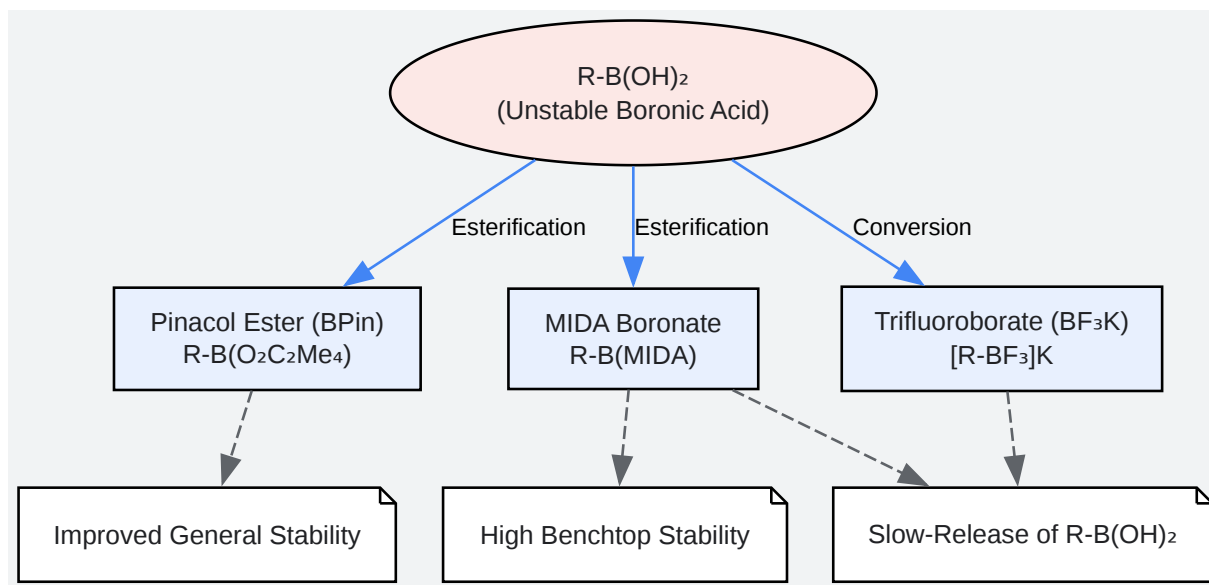 R-B(OH)₂
(Unstable Boronic Acid)
Esterification
Esterification
Conversion
Pinacol Ester (BPin)
R-B(O₂C₂Me₄)
MIDA Boronate
R-B(MIDA)
Trifluoroborate (BF₃K)
[R-BF₃]K
Improved General Stability
High Benchtop Stability
Slow-Release of R-B(OH)₂